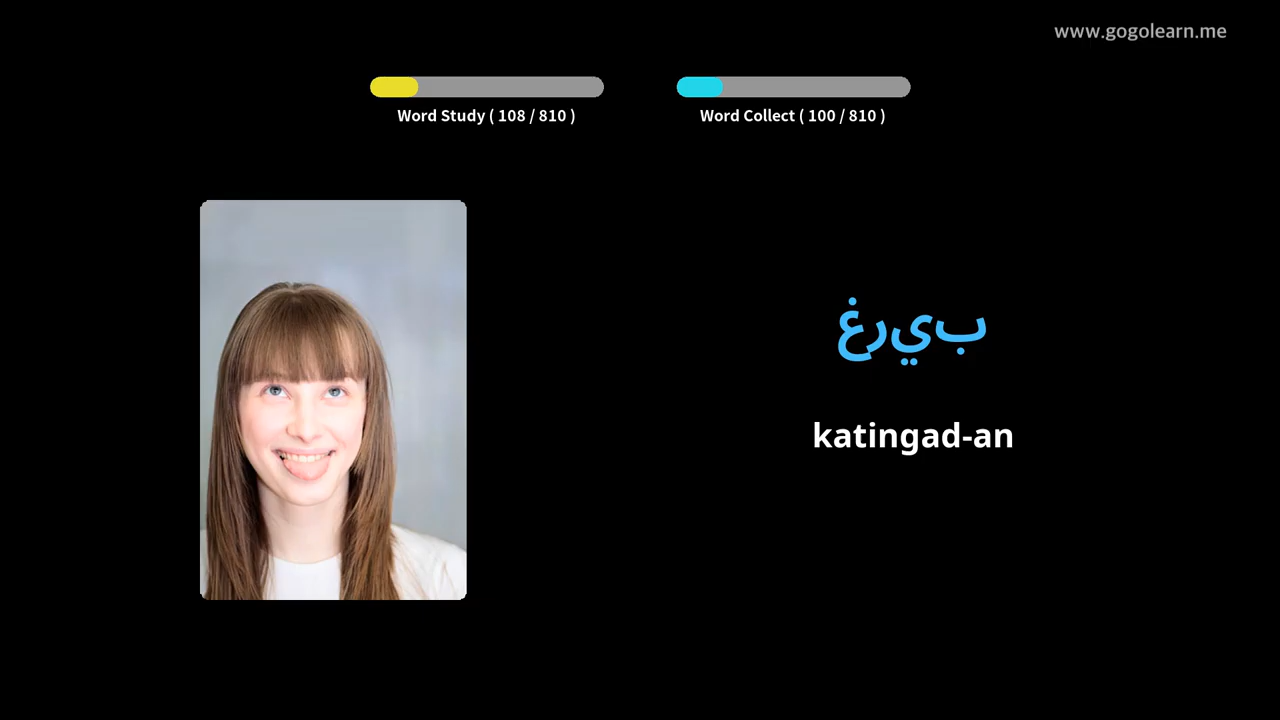 www.gogolearn.me
Word Study ( 108 / 810 )
Word Collect ( 100 / 810 )
غريب
katingad-an